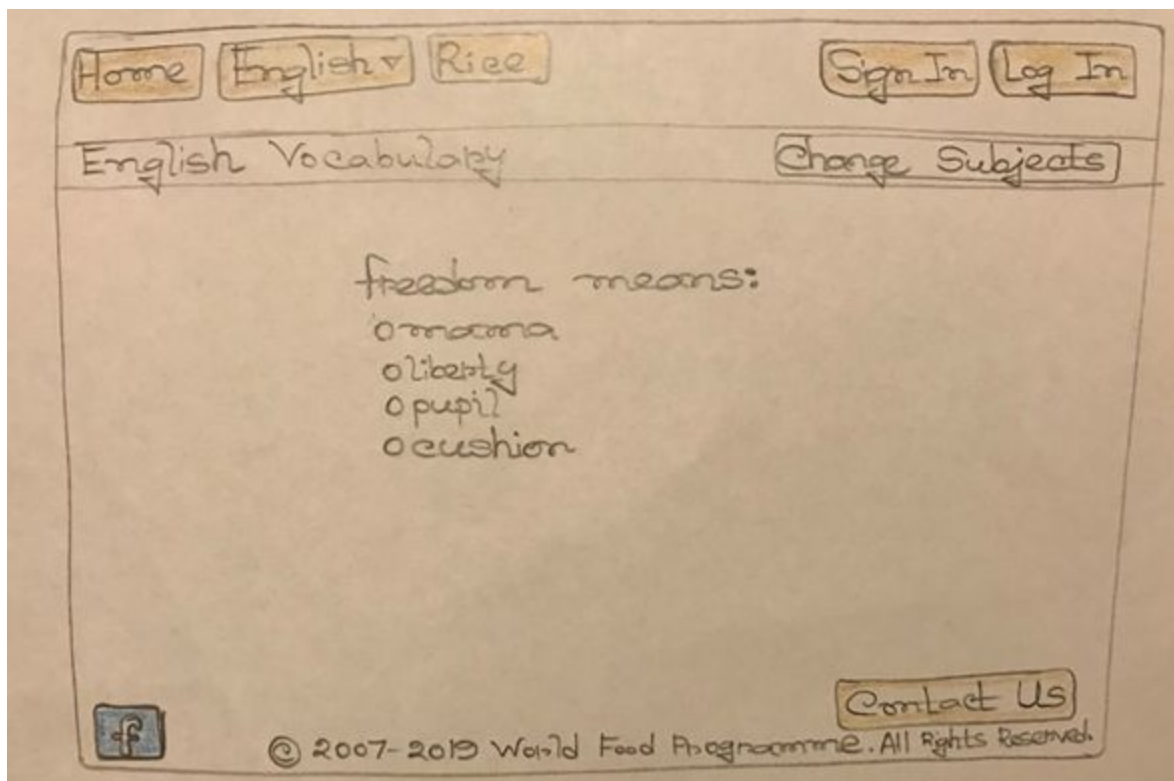 Home English ▾ Rice Sign In Log In
English Vocabulary Change Subjects
freedom means:
o mama
o liberty
o pupil
o cushion
Contact Us
f © 2007-2019 World Food Programme. All Rights Reserved.